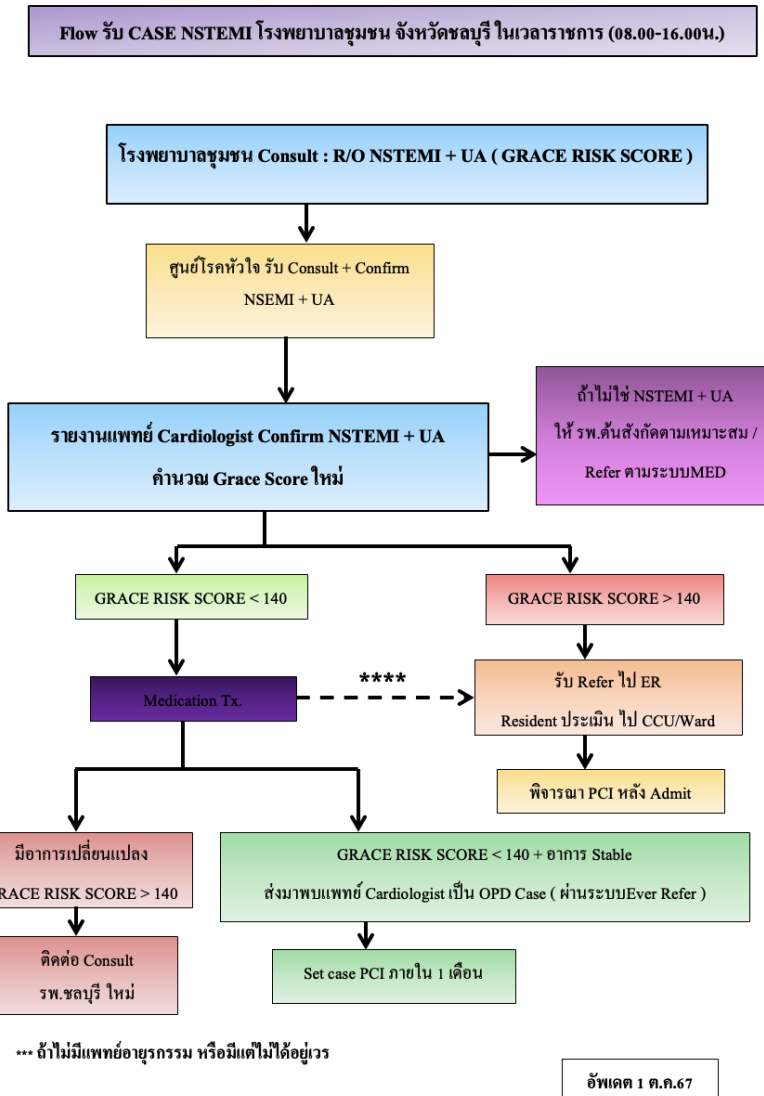 Flow รับ CASE NSTEMI โรงพยาบาลชุมชน จังหวัดชลบุรี ในเวลาราชการ (08.00-16.00น.)
โรงพยาบาลชุมชน Consult : R/O NSTEMI + UA ( GRACE RISK SCORE )
ศูนย์โรคหัวใจ รับ Consult + Confirm
NSEMI + UA
ถ้าไม่ใช่ NSTEMI + UA
ให้ รพ.ต้นสังกัดตามเหมาะสม /
Refer ตามระบบMED
รายงานแพทย์ Cardiologist Confirm NSTEMI + UA
คำนวณ Grace Score ใหม่
GRACE RISK SCORE < 140
GRACE RISK SCORE > 140
Medication Tx.
****
รับ Refer ไป ER
Resident ประเมิน ไป CCU/Ward
พิจารณา PCI หลัง Admit
มีอาการเปลี่ยนแปลง
RACE RISK SCORE > 140
GRACE RISK SCORE < 140 + อาการ Stable
ส่งมาพบแพทย์ Cardiologist เป็น OPD Case ( ผ่านระบบEver Refer )
ติดต่อ Consult
รพ.ชลบุรี ใหม่
Set case PCI ภายใน 1 เดือน
*** ถ้าไม่มีแพทย์อายุรกรรม หรือมีแต่ไม่ได้อยู่เวร
อัพเดต 1 ต.ค.67